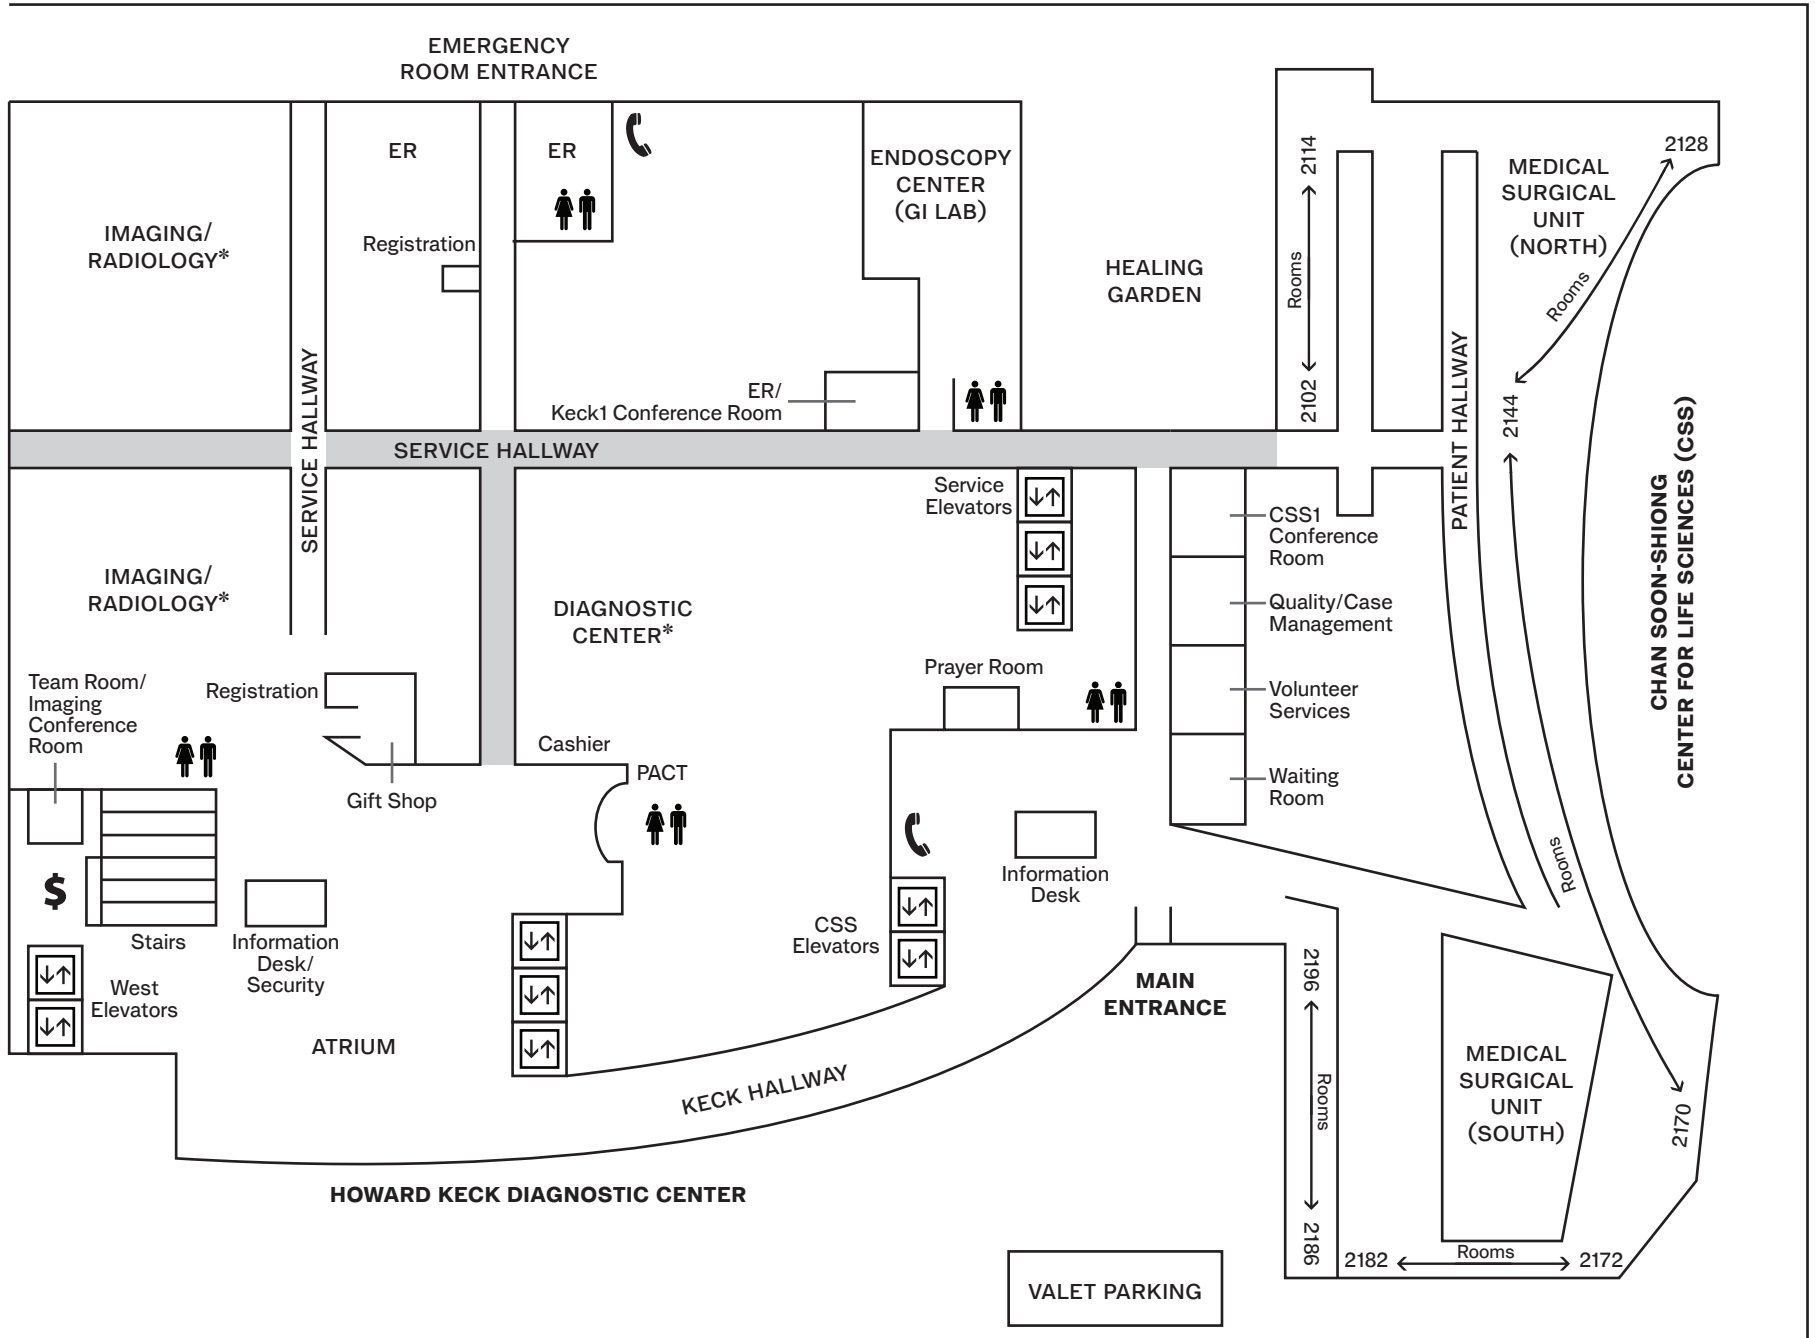 EMERGENCY
ROOM ENTRANCE
ER
ER
ENDOSCOPY
CENTER
(GI LAB)
2114
Rooms
2102
2128
MEDICAL
SURGICAL
UNIT
(NORTH)
Rooms
IMAGING/
RADIOLOGY*
Registration
HEALING
GARDEN
ER/
Keck1 Conference Room
SERVICE HALLWAY
SERVICE HALLWAY
PATIENT HALLWAY
2144
Rooms
2170
CHAN SOON-SHIONG
CENTER FOR LIFE SCIENCES (CSS)
Service
Elevators
CSS1
Conference
Room
IMAGING/
RADIOLOGY*
DIAGNOSTIC
CENTER*
Quality/Case
Management
Prayer Room
Volunteer
Services
Team Room/
Imaging
Conference
Room
Registration
Cashier
PACT
Gift Shop
Waiting
Room
$
Information
Desk
Stairs
Information
Desk/
Security
CSS
Elevators
West
Elevators
MAIN
ENTRANCE
2196
Rooms
2186
ATRIUM
KECK HALLWAY
MEDICAL
SURGICAL
UNIT
(SOUTH)
HOWARD KECK DIAGNOSTIC CENTER
2182 Rooms 2172
VALET PARKING